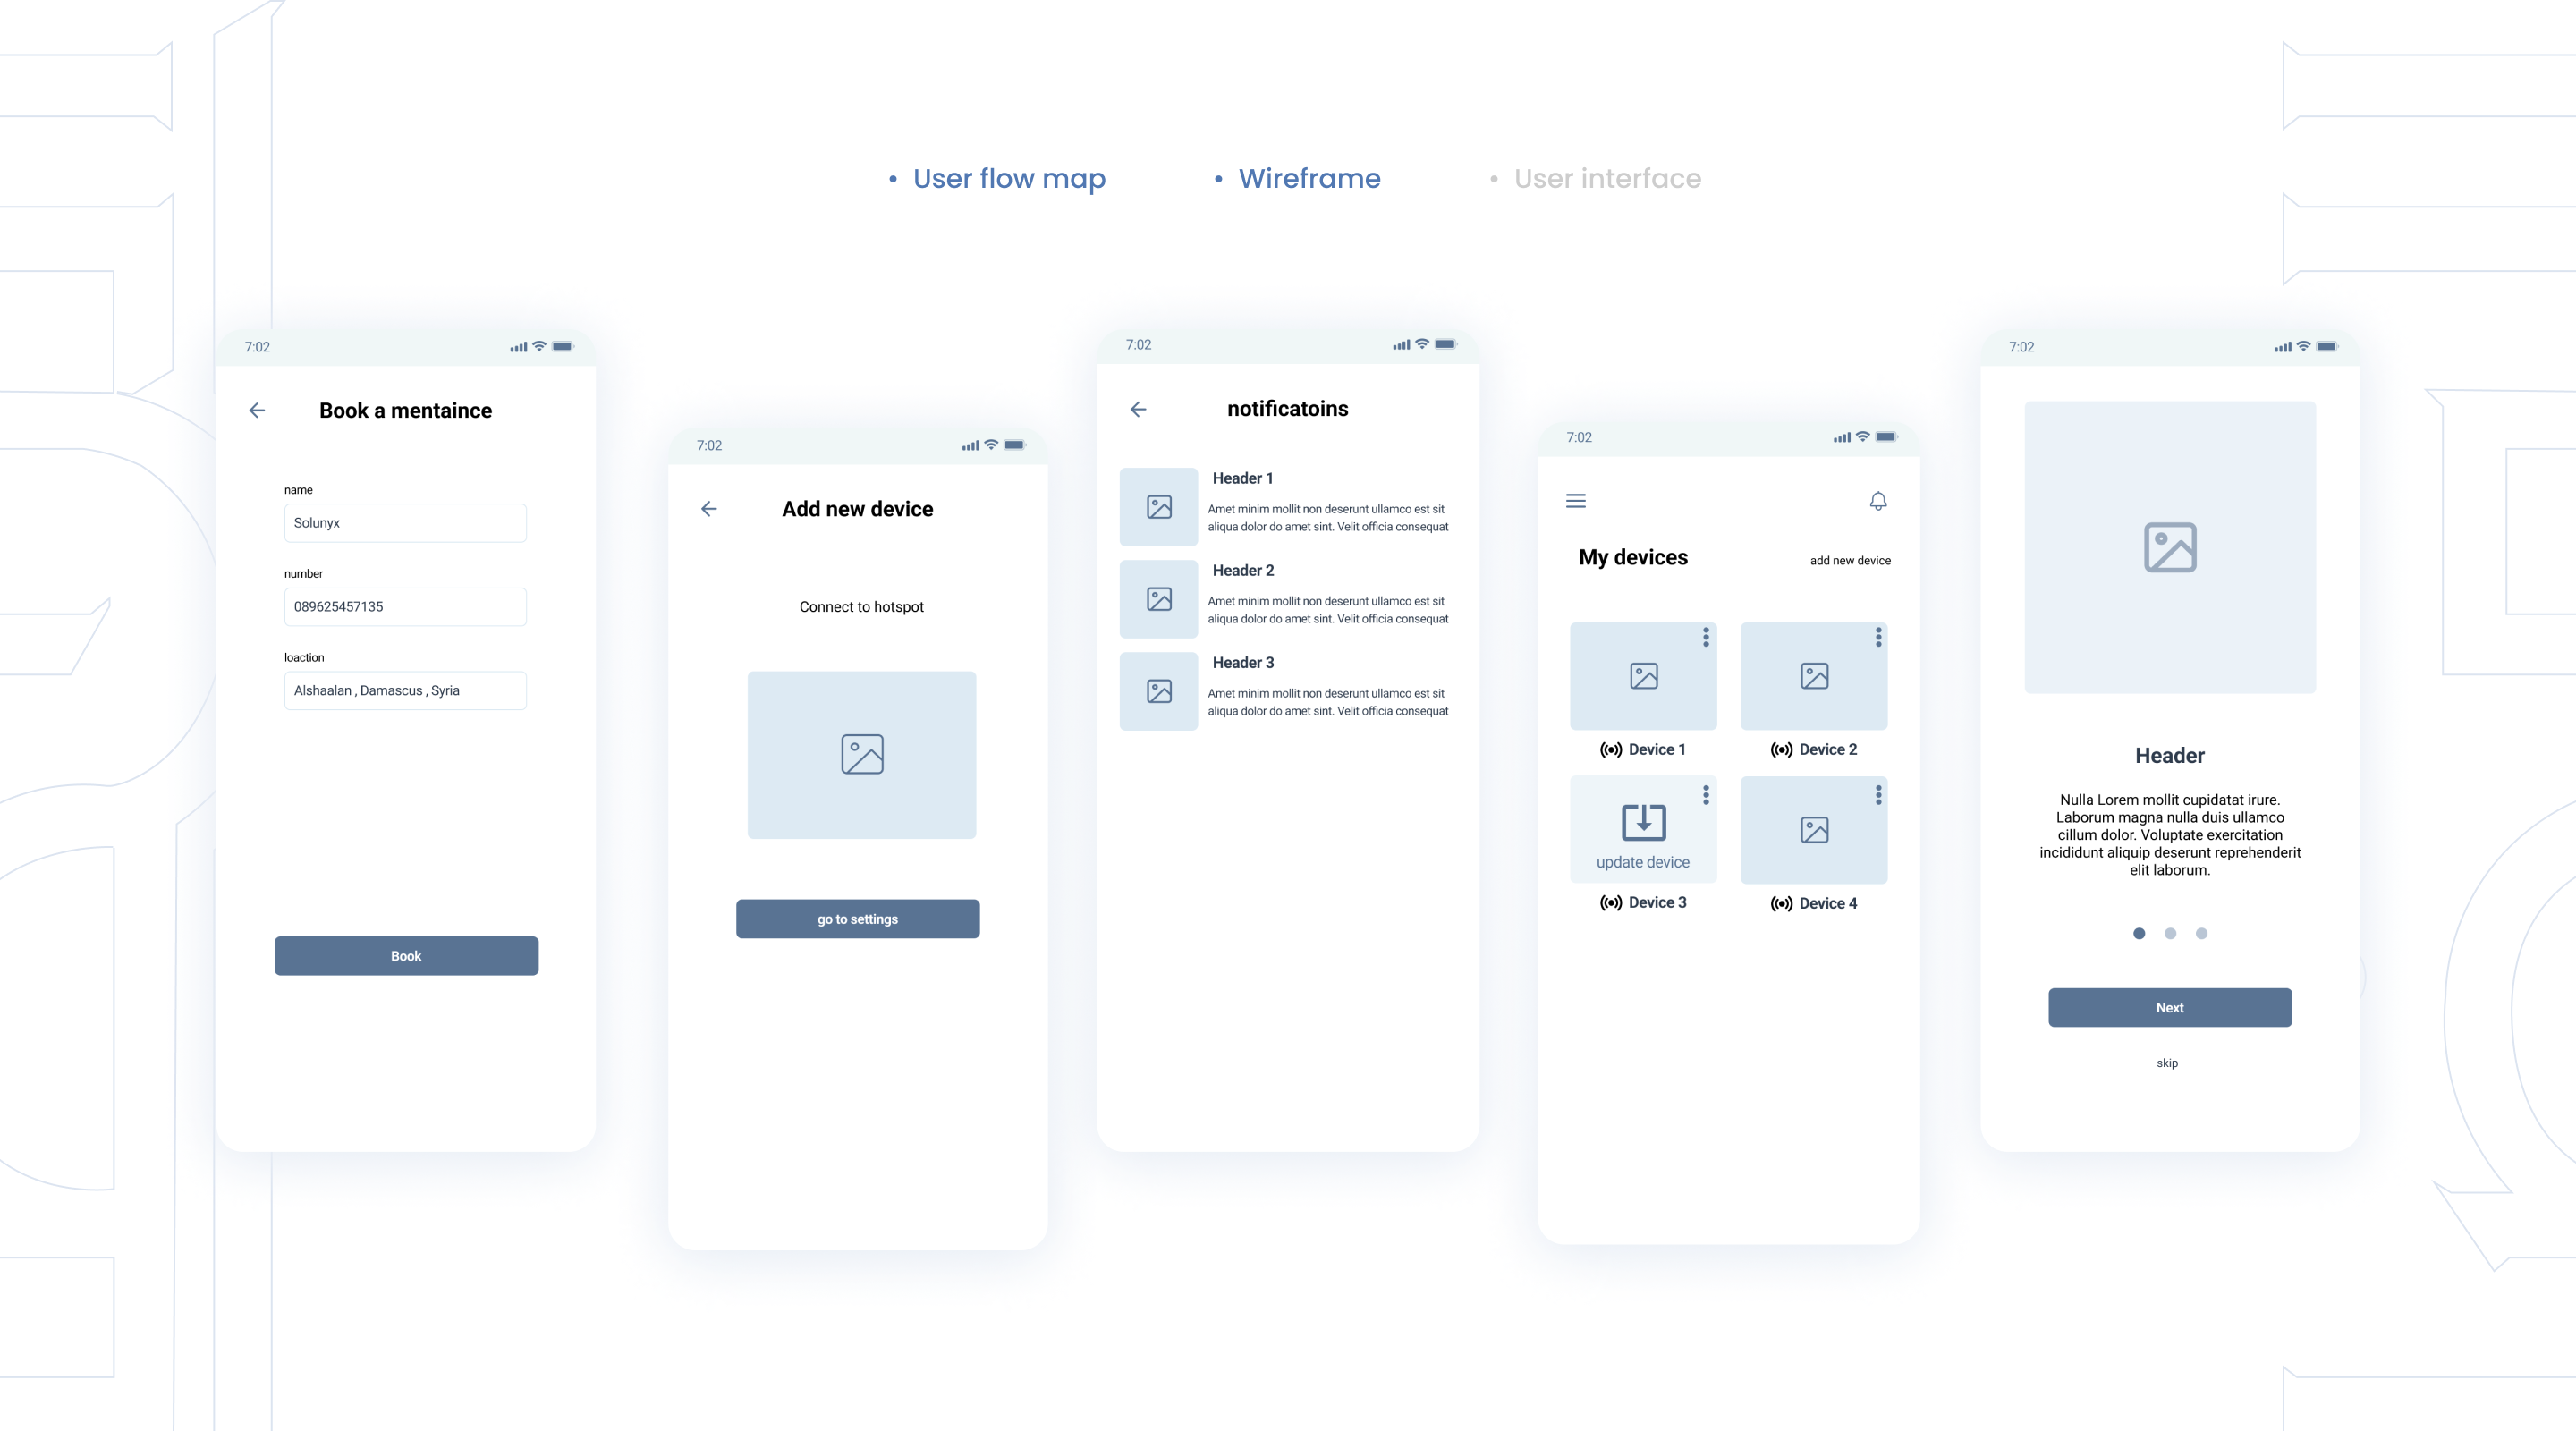 • User flow map
• Wireframe
• User interface
7:02
Book a mentaince
name
Solunyx
number
089625457135
loaction
Alshaalan , Damascus , Syria
Book
7:02
Add new device
Connect to hotspot
go to settings
7:02
notificatoins
Header 1
Amet minim mollit non deserunt ullamco est sit
aliqua dolor do amet sint. Velit officia consequat
Header 2
Amet minim mollit non deserunt ullamco est sit
aliqua dolor do amet sint. Velit officia consequat
Header 3
Amet minim mollit non deserunt ullamco est sit
aliqua dolor do amet sint. Velit officia consequat
7:02
My devices
add new device
Device 1
Device 2
update device
Device 3
Device 4
7:02
Header
Nulla Lorem mollit cupidatat irure.
Laborum magna nulla duis ullamco
cillum dolor. Voluptate exercitation
incididunt aliquip deserunt reprehenderit
elit laborum.
Next
skip